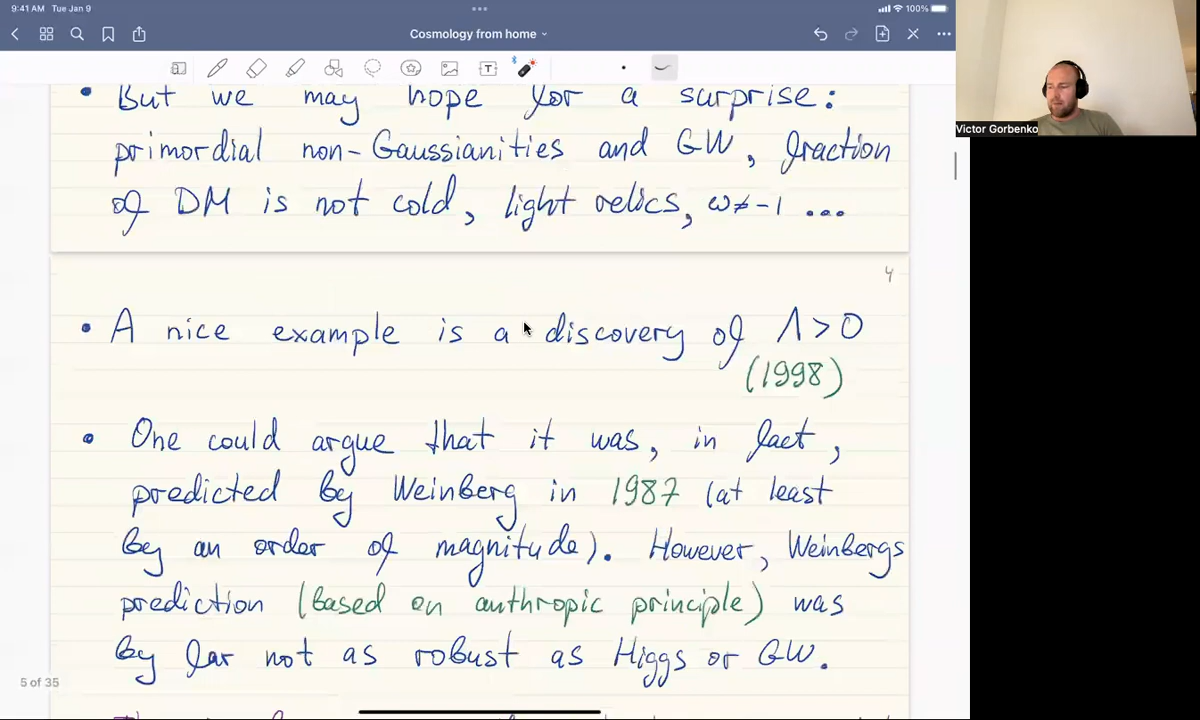 9:41 AM Tue Jan 9
100%
Cosmology from home
Victor Gorbenko
• But we may hope for a surprise:
primordial non-Gaussianities and GW, fraction
of DM is not cold, light relics, ω≠-1 ...
4
• A nice example is a discovery of Λ>0
(1998)
• One could argue that it was, in fact,
predicted by Weinberg in 1987 (at least
by an order of magnitude). However, Weinbergs
prediction (based on anthropic principle) was
by far not as robust as Higgs or GW.
5 of 35